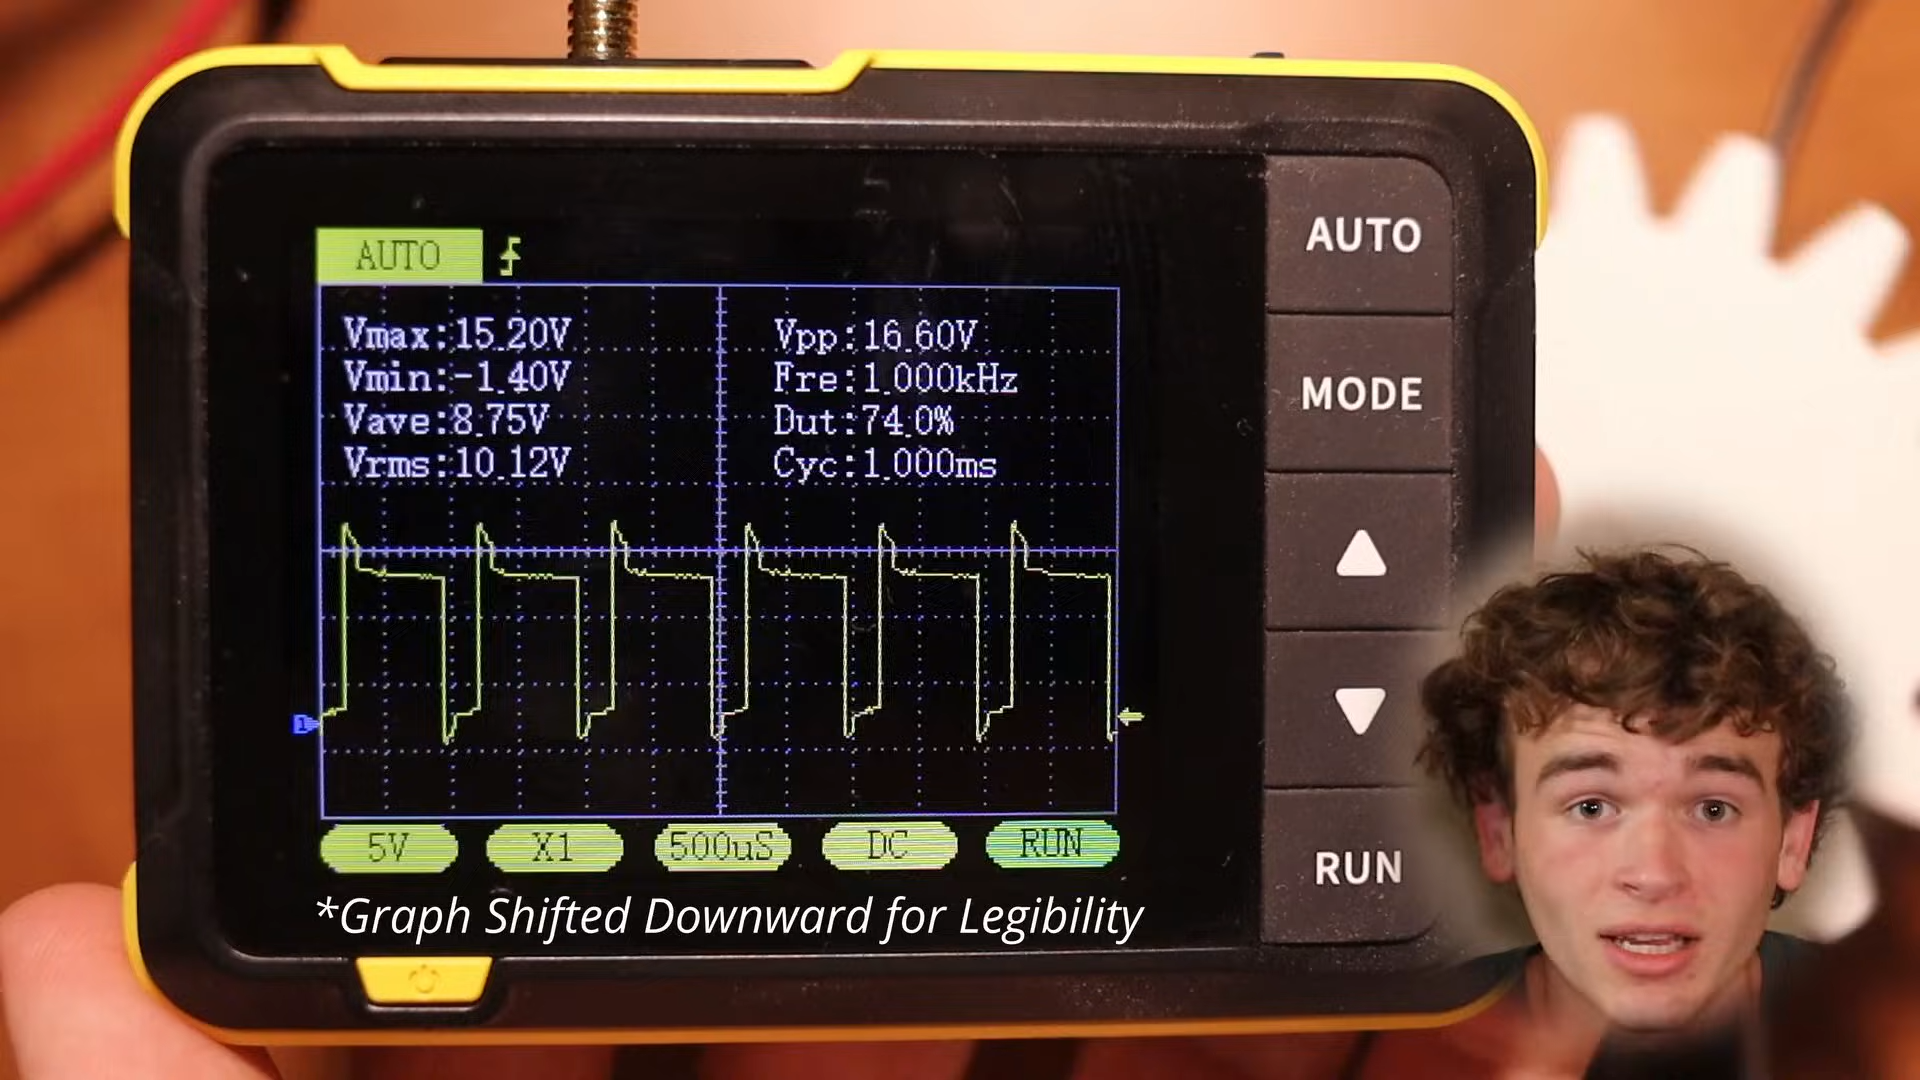 AUTO
Vmax:15.20V
Vmin:-1.40V
Vave:8.75V
Vrms:10.12V
Vpp:16.60V
Fre:1.000kHz
Dut:74.0%
Cyc:1.000ms
1
5V
X1
500uS
DC
RUN
*Graph Shifted Downward for Legibility
AUTO
MODE
RUN